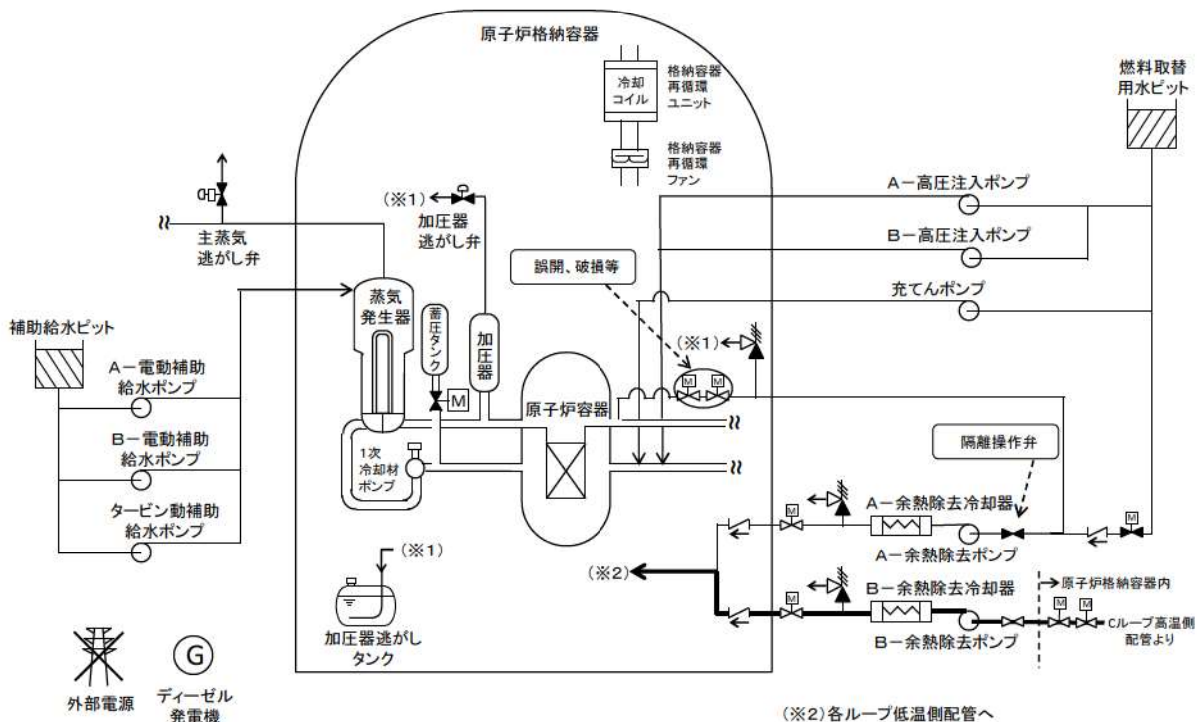 原子炉格納容器
冷却
コイル
格納容器
再循環
ユニット
格納容器
再循環
ファン
燃料取替
用水ピット
A-高圧注入ポンプ
B-高圧注入ポンプ
充てんポンプ
(※1)
加圧器
逃がし弁
主蒸気
逃がし弁
誤開、破損等
(※1)
蒸気
発生器
蓄圧タンク
加圧器
M
M
M
原子炉容器
補助給水ピット
A-電動補助
給水ポンプ
B-電動補助
給水ポンプ
タービン動補助
給水ポンプ
1次
冷却材
ポンプ
隔離操作弁
M
A-余熱除去冷却器
M
A-余熱除去ポンプ
(※1)
加圧器逃がし
タンク
(※2)
M
B-余熱除去冷却器
B-余熱除去ポンプ
原子炉格納容器内
M
M
Cループ高温側
配管より
外部電源
G
ディーゼル
発電機
(※2)各ループ低温側配管へ